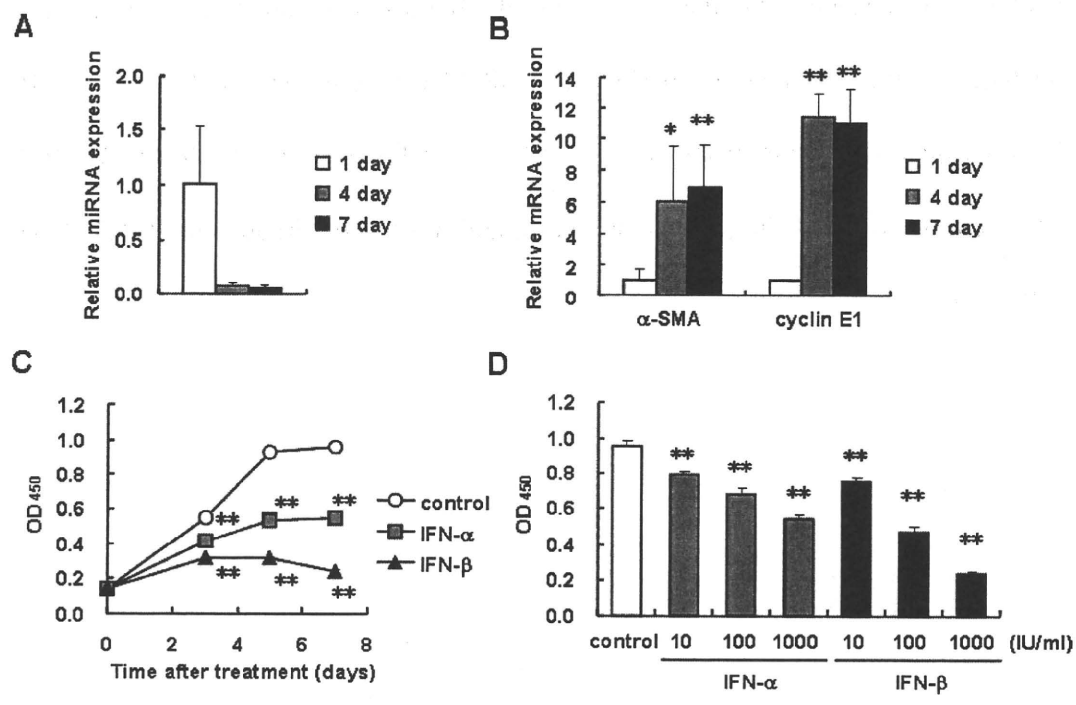 A
Relative miRNA expression
2.0
1.5
1.0
0.5
0.0
1 day
4 day
7 day
B
Relative mRNA expression
14
12
10
8
6
4
2
0
* ** ** **
α-SMA cyclin E1
1 day
4 day
7 day
C
OD 450
1.2
1.0
0.8
0.6
0.4
0.2
0.0
** ** **
** ** **
0 2 4 6 8
Time after treatment (days)
control
IFN-α
IFN-β
D
OD 450
1.2
1.0
0.8
0.6
0.4
0.2
0.0
** ** ** ** ** **
control 10 100 1000 10 100 1000 (IU/ml)
IFN-α IFN-β